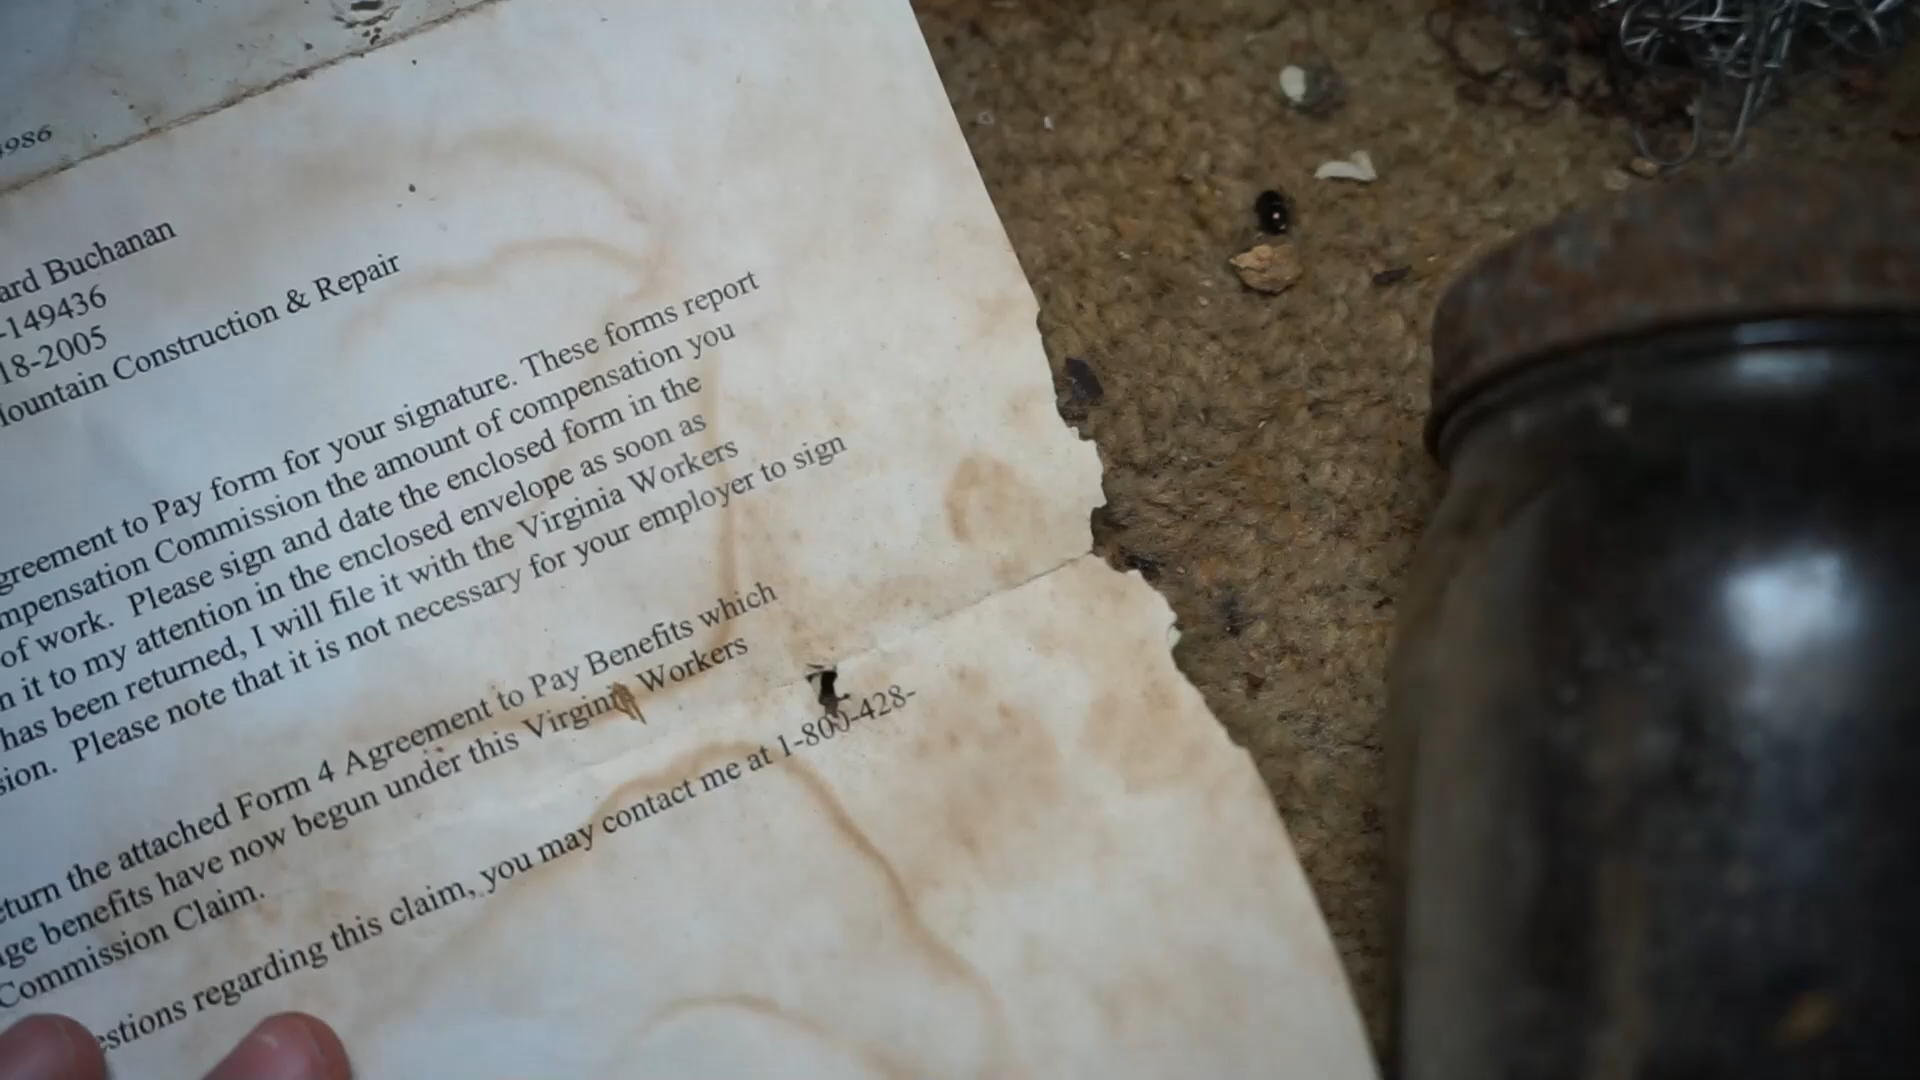 4986
ard Buchanan
-149436
18-2005
Mountain Construction & Repair
greement to Pay form for your signature. These forms report
mpensation Commission the amount of compensation you
of work. Please sign and date the enclosed form in the
n it to my attention in the enclosed envelope as soon as
has been returned, I will file it with the Virginia Workers
sion. Please note that it is not necessary for your employer to sign
eturn the attached Form 4 Agreement to Pay Benefits which
age benefits have now begun under this Virginia Workers
Commission Claim.
estions regarding this claim, you may contact me at 1-800-428-